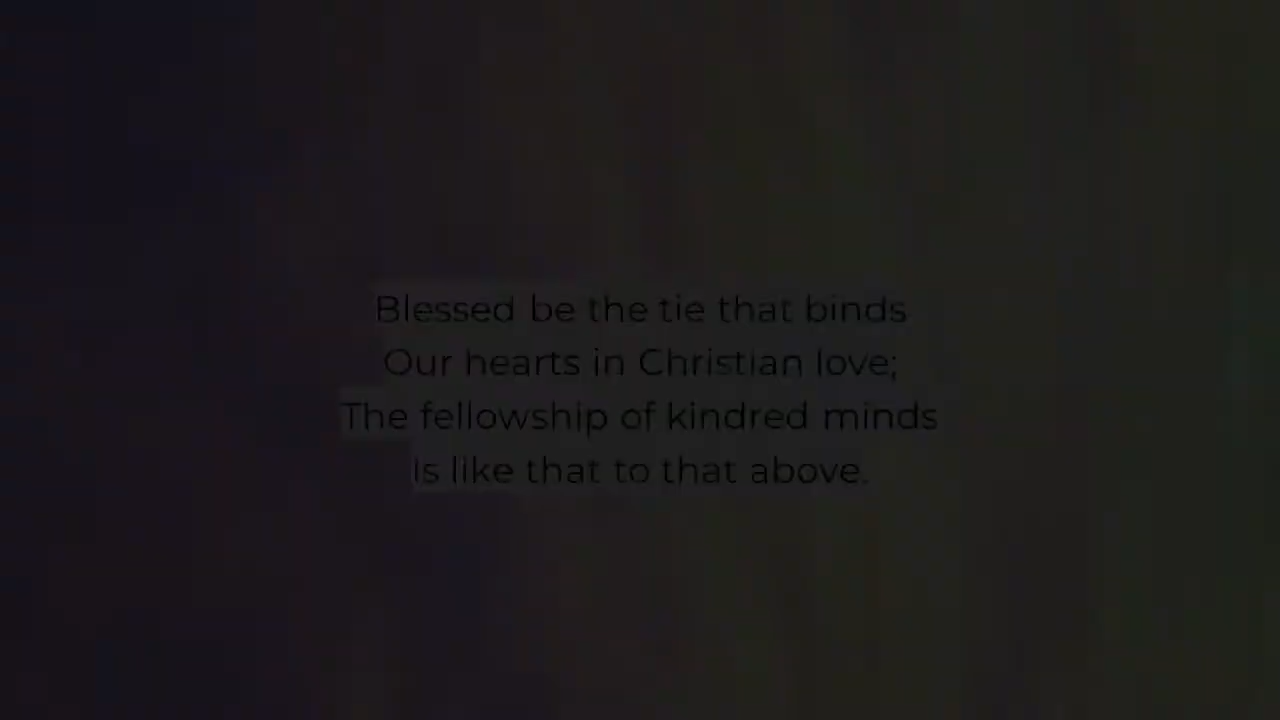 Blessed be the tie that binds
Our hearts in Christian love;
The fellowship of kindred minds
Is like that to that above.